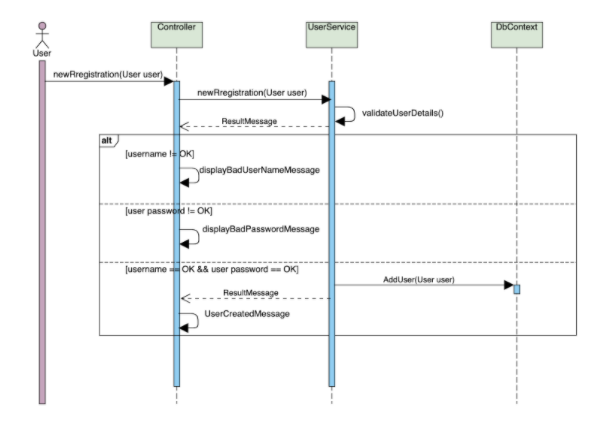 Controller
UserService
DbContext
User
newRregistration(User user)
newRregistration(User user)
validateUserDetails()
ResultMessage
alt
[username != OK]
displayBadUserNameMessage
[user password != OK]
displayBadPasswordMessage
[username == OK && user password == OK]
AddUser(User user)
ResultMessage
UserCreatedMessage